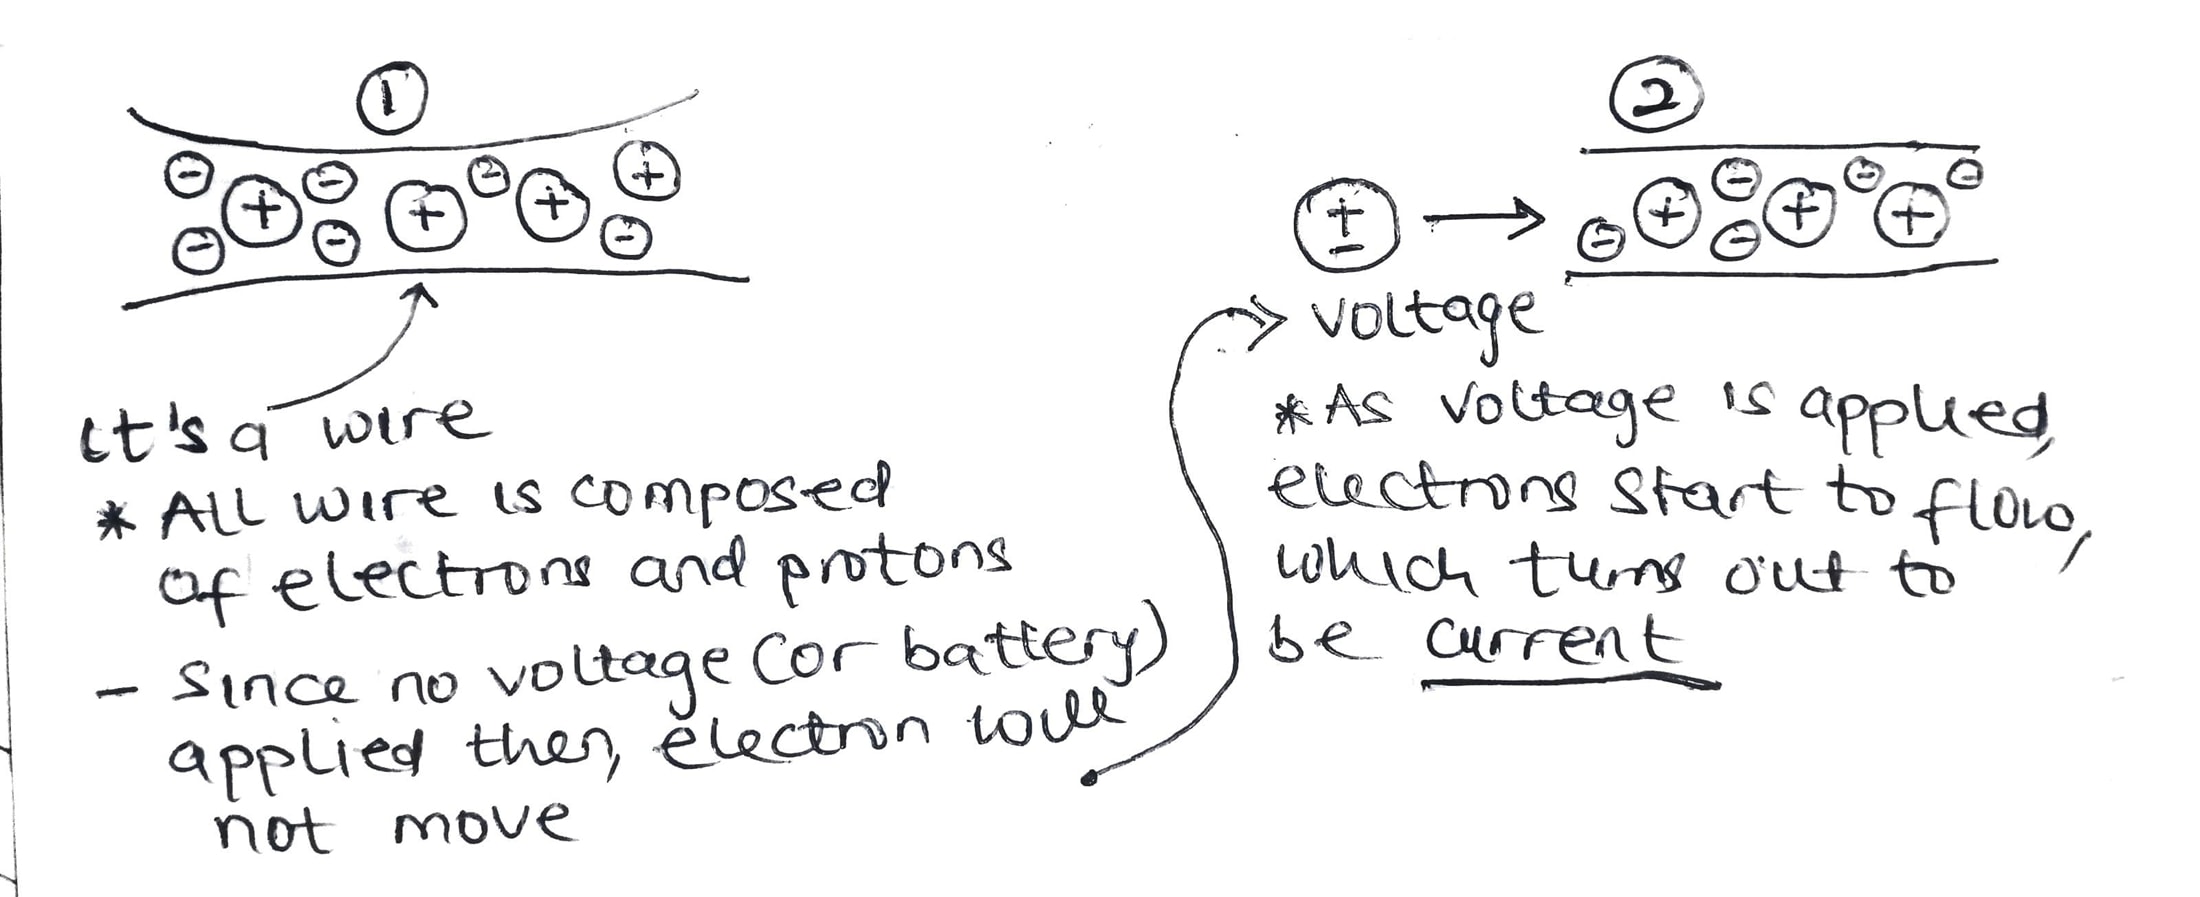 ①
It's a wire
* All wire is composed
of electrons and protons
- Since no voltage (or battery)
applied then, electron will
not move
②
voltage
* As voltage is applied,
electrons start to flow,
which turns out to
be current